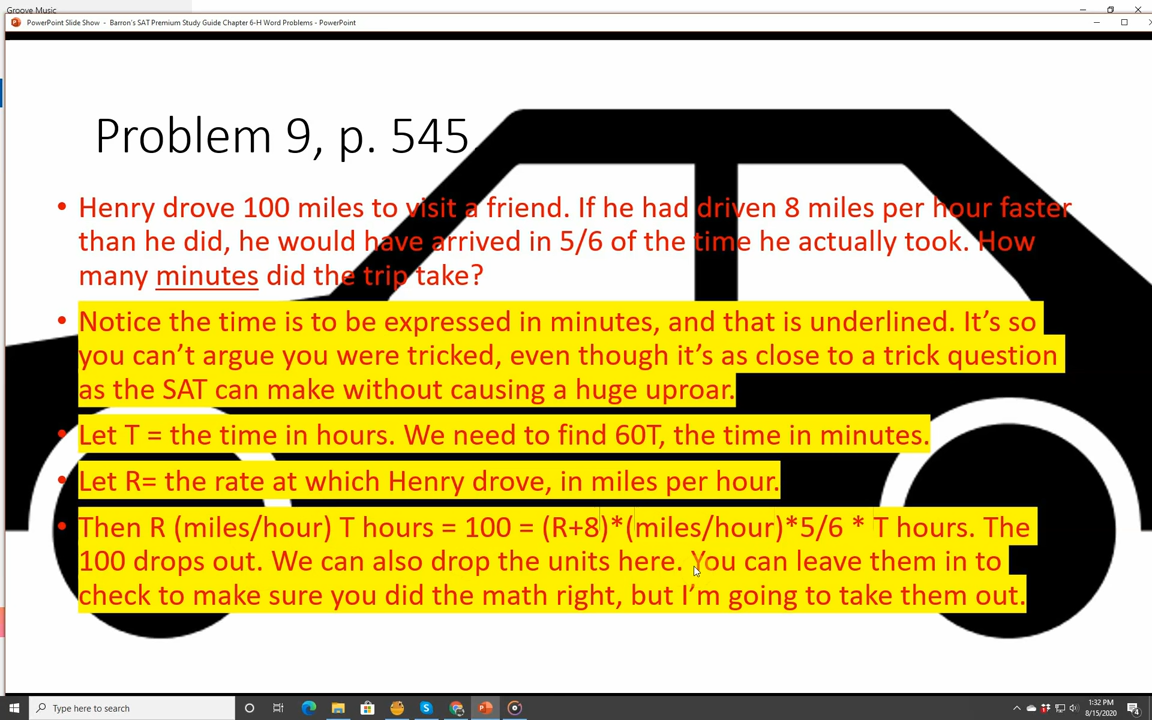 Groove Music
PowerPoint Slide Show - Barron's SAT Premium Study Guide Chapter 6-H Word Problems - PowerPoint
Problem 9, p. 545
• Henry drove 100 miles to visit a friend. If he had driven 8 miles per hour faster
than he did, he would have arrived in 5/6 of the time he actually took. How
many minutes did the trip take?
• Notice the time is to be expressed in minutes, and that is underlined. It’s so
you can’t argue you were tricked, even though it’s as close to a trick question
as the SAT can make without causing a huge uproar.
• Let T = the time in hours. We need to find 60T, the time in minutes.
• Let R= the rate at which Henry drove, in miles per hour.
• Then R (miles/hour) T hours = 100 = (R+8)*(miles/hour)*5/6 * T hours. The
100 drops out. We can also drop the units here. You can leave them in to
check to make sure you did the math right, but I’m going to take them out.
Type here to search
1:32 PM
8/15/2020
4